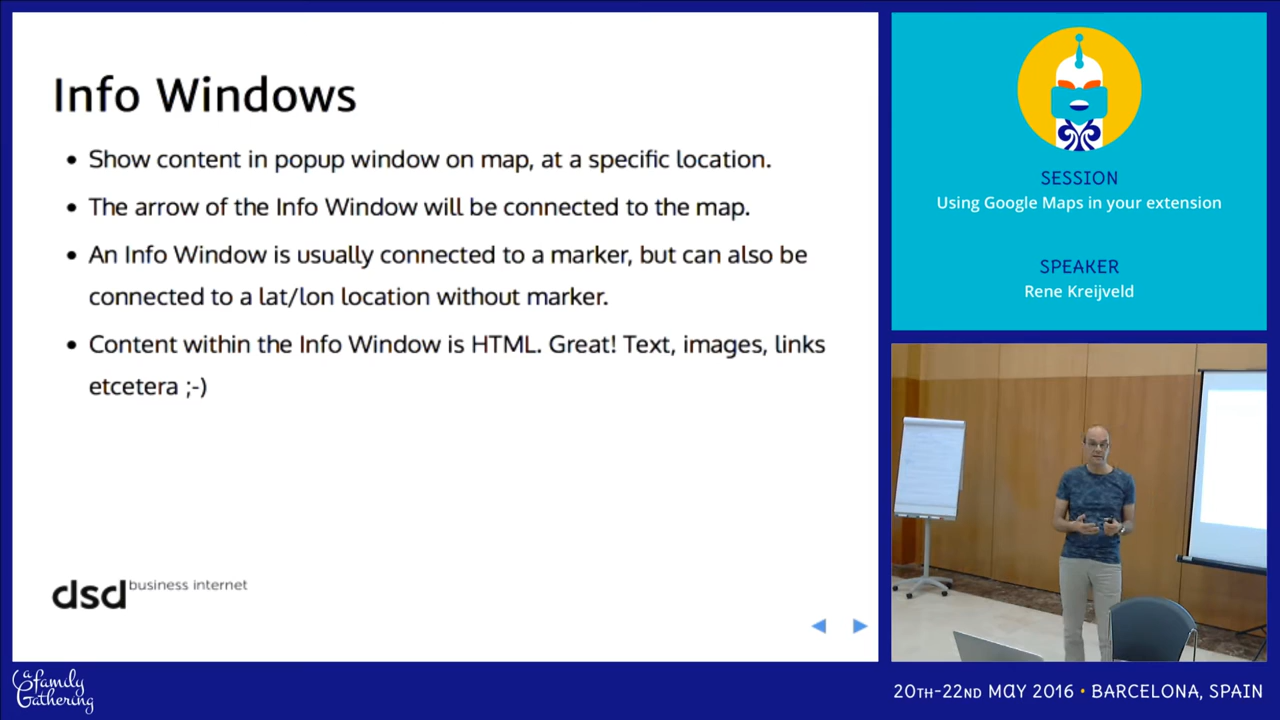 Info Windows
• Show content in popup window on map, at a specific location.
• The arrow of the Info Window will be connected to the map.
• An Info Window is usually connected to a marker, but can also be
connected to a lat/lon location without marker.
• Content within the Info Window is HTML. Great! Text, images, links
etcetera ;-)
dsd business internet
SESSION
Using Google Maps in your extension
SPEAKER
Rene Kreijveld
a family
Gathering
20TH-22ND MAY 2016 • BARCELONA, SPAIN